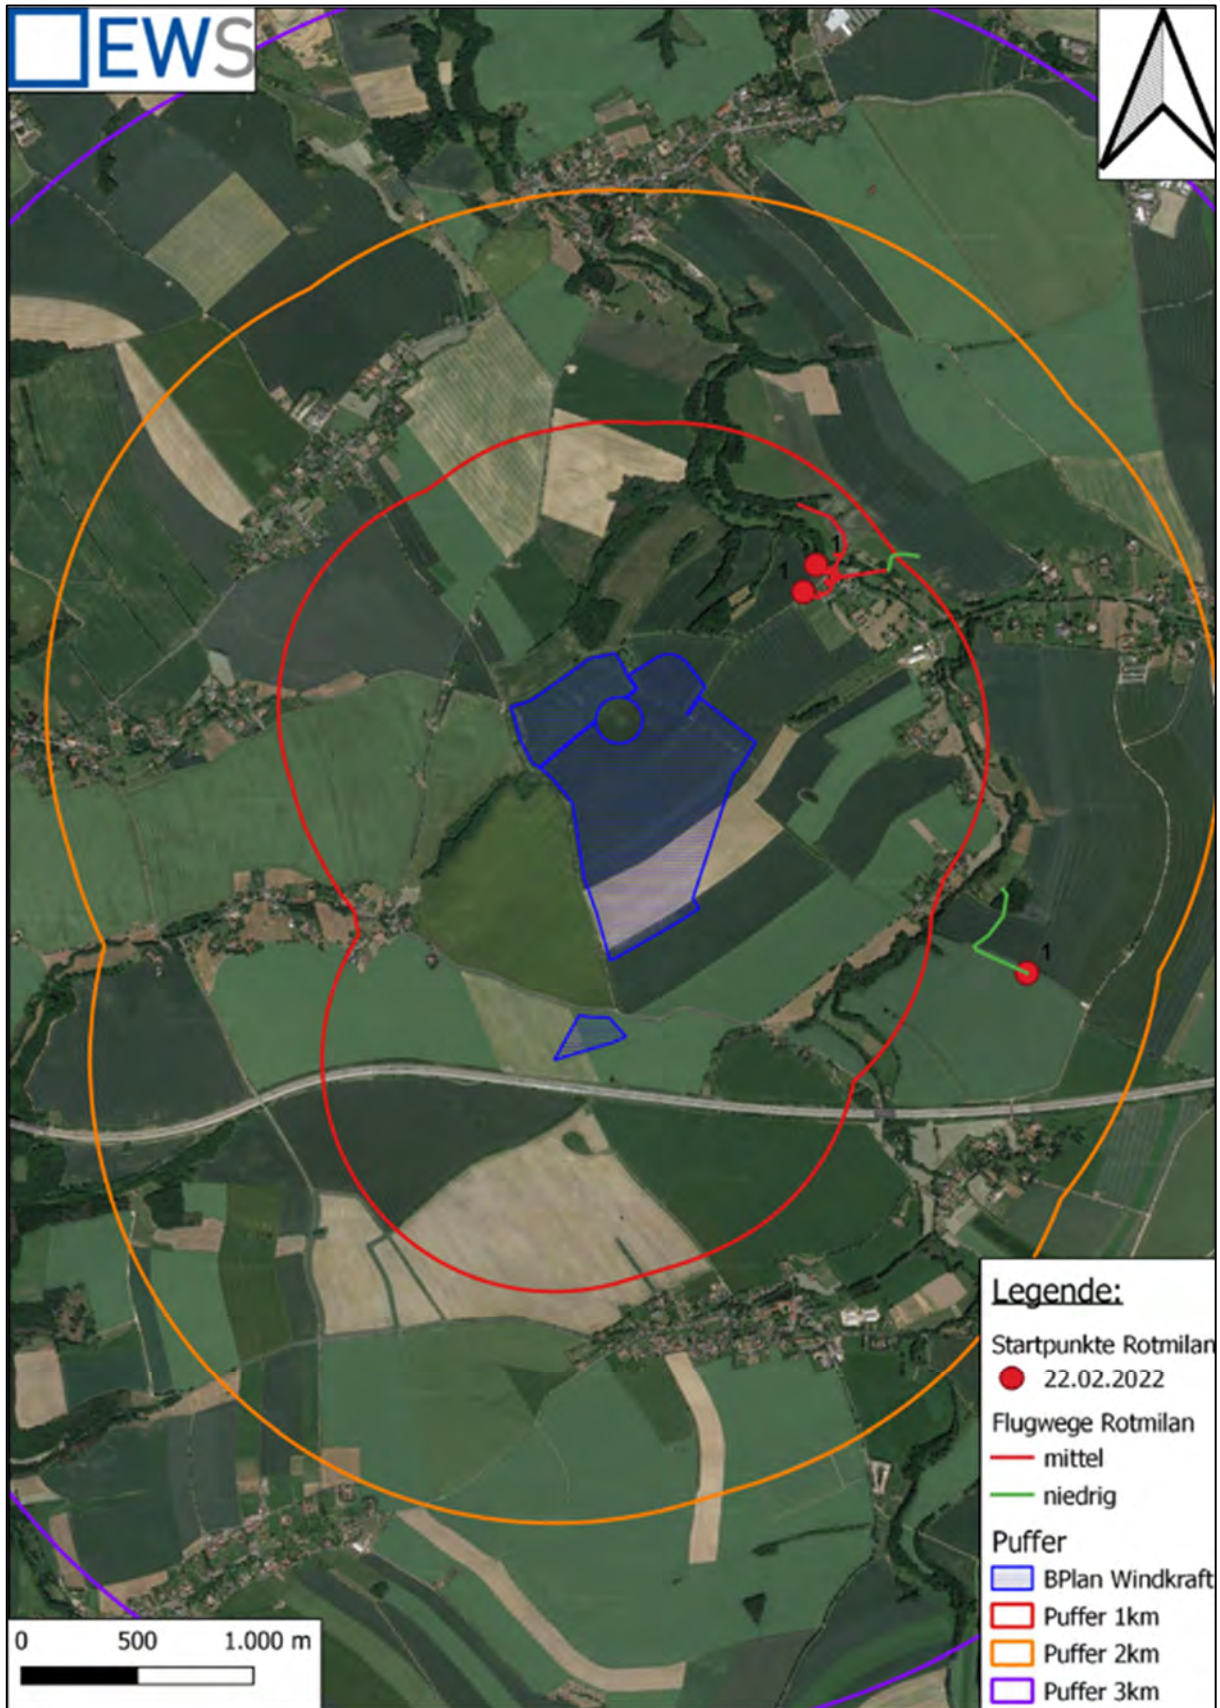 EWS
1
1
1
Legende:
Startpunkte Rotmilan
22.02.2022
Flugwege Rotmilan
mittel
niedrig
Puffer
BPlan Windkraft
Puffer 1km
Puffer 2km
Puffer 3km
0 500 1.000 m